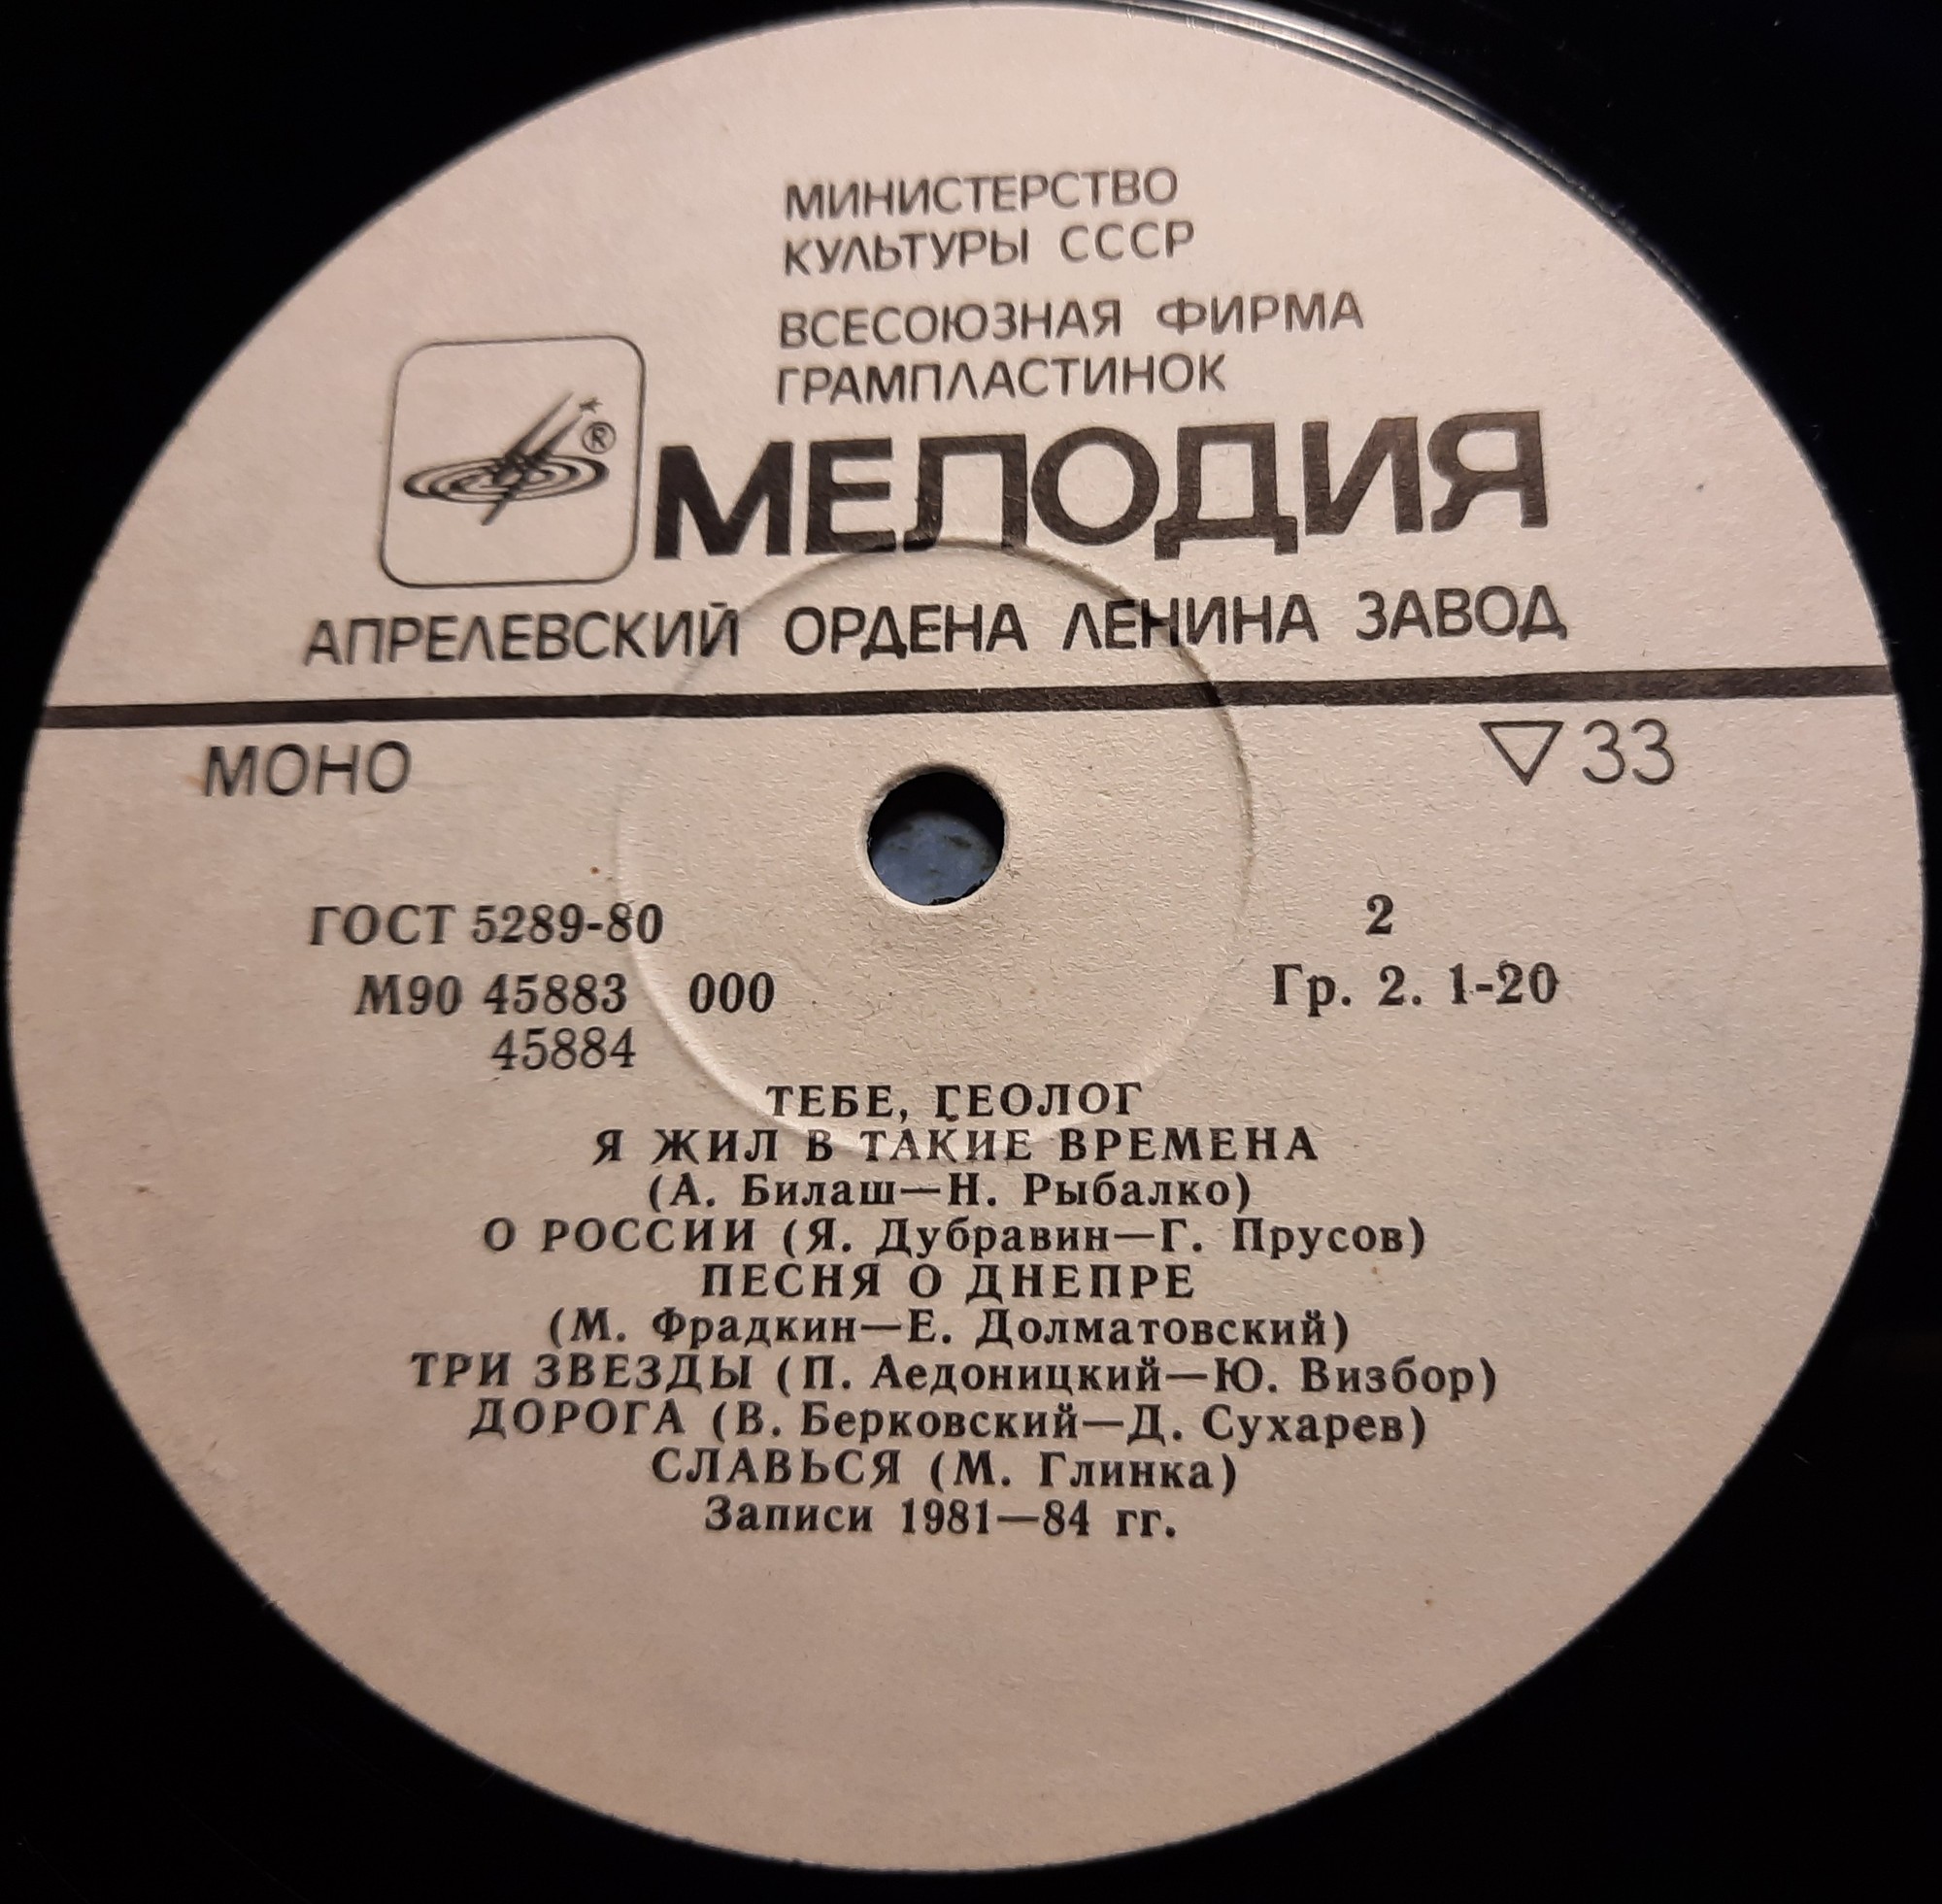 МИНИСТЕРСТВО
КУЛЬТУРЫ СССР
ВСЕСОЮЗНАЯ ФИРМА
ГРАМПЛАСТИНОК
®
МЕЛОДИЯ
АПРЕЛЕВСКИЙ ОРДЕНА ЛЕНИНА ЗАВОД
МОНО ▽ 33
ГОСТ 5289-80 2
М90 45883 000 Гр. 2. 1-20
45884
ТЕБЕ, ГЕОЛОГ
Я ЖИЛ В ТАКИЕ ВРЕМЕНА
(А. Билаш—Н. Рыбалко)
О РОССИИ (Я. Дубравин—Г. Прусов)
ПЕСНЯ О ДНЕПРЕ
(М. Фрадкин—Е. Долматовский)
ТРИ ЗВЕЗДЫ (П. Аедоницкий—Ю. Визбор)
ДОРОГА (В. Берковский—Д. Сухарев)
СЛАВЬСЯ (М. Глинка)
Записи 1981—84 гг.